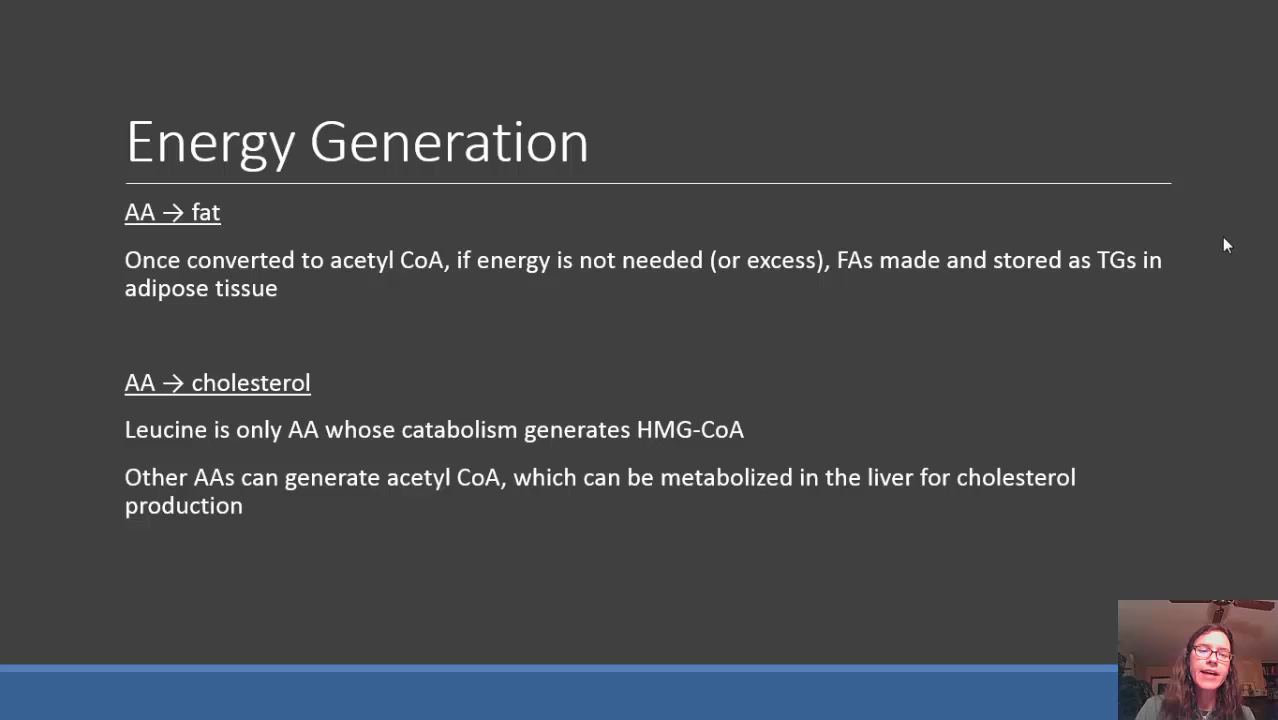 Energy Generation
AA → fat
Once converted to acetyl CoA, if energy is not needed (or excess), FAs made and stored as TGs in
adipose tissue
AA → cholesterol
Leucine is only AA whose catabolism generates HMG-CoA
Other AAs can generate acetyl CoA, which can be metabolized in the liver for cholesterol
production